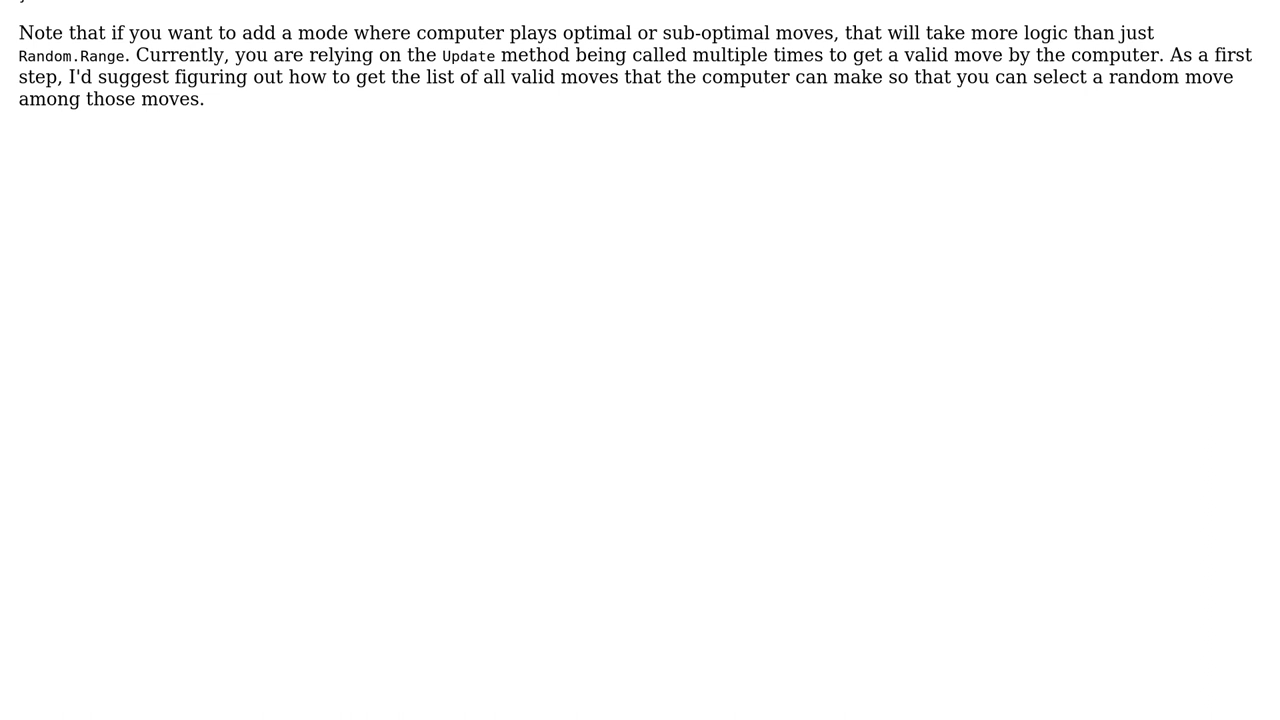 Note that if you want to add a mode where computer plays optimal or sub-optimal moves, that will take more logic than just
Random.Range. Currently, you are relying on the Update method being called multiple times to get a valid move by the computer. As a first
step, I'd suggest figuring out how to get the list of all valid moves that the computer can make so that you can select a random move
among those moves.